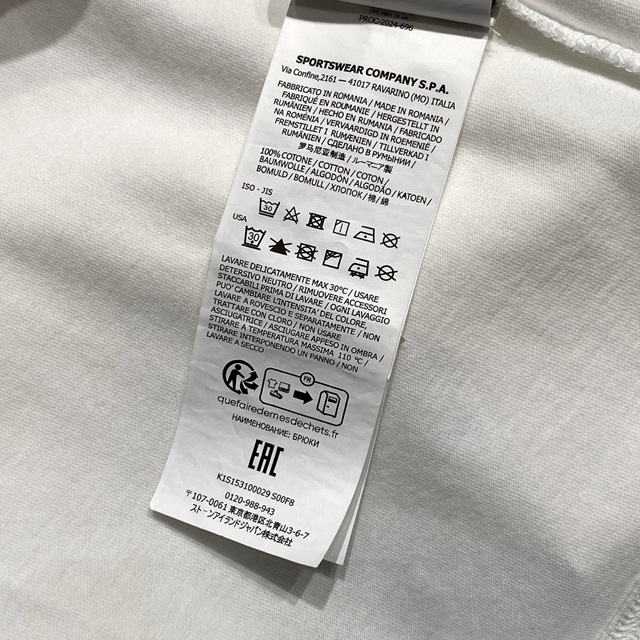 PROC-2024-696
SPORTSWEAR COMPANY S.P.A.
Via Confine,2161 — 41017 RAVARINO (MO) ITALIA
FABBRICATO IN ROMANIA / MADE IN ROMANIA /
FABRIQUÉ EN ROUMANIE / HERGESTELLT IN
RUMÄNIEN / HECHO EN RUMANIA / FABRICADO
NA ROMÉNIA / VERVAARDIGD IN ROEMENIË /
FREMSTILLET I RUMÆNIEN / TILLVERKAD I
RUMÄNIEN / СДЕЛАНО В РУМЫНИИ /
罗马尼亚制造 / ルーマニア製
100% COTONE / COTTON / COTON /
BAUMWOLLE / ALGODÓN / ALGODÃO / KATOEN /
BOMULD / BOMULL / ХЛОПОК / 棉/ 綿
ISO - JIS
30
USA
30
LAVARE DELICATAMENTE MAX 30°C / USARE
DETERSIVO NEUTRO / RIMUOVERE ACCESSORI
STACCABILI PRIMA DI LAVARE / OGNI LAVAGGIO
PUO' CAMBIARE L'INTENSITA' DEL COLORE,
LAVARE A ROVESCIO E SEPARATAMENTE / NON
TRATTARE CON CLORO / NON USARE
ASCIUGATRICE / ASCIUGARE APPESO IN OMBRA /
STIRARE A TEMPERATURA MASSIMA 110 °C /
STIRARE INTERPONENDO UN PANNO / NON
LAVARE A SECCO
FR
quefairedemesdechets.fr
НАИМЕНОВАНИЕ: БРЮКИ
EAC
K1S153100029 S00F8
0120-988-943
〒107-0061 東京都港区北青山3-6-7
ストーンアイランドジャパン株式会社